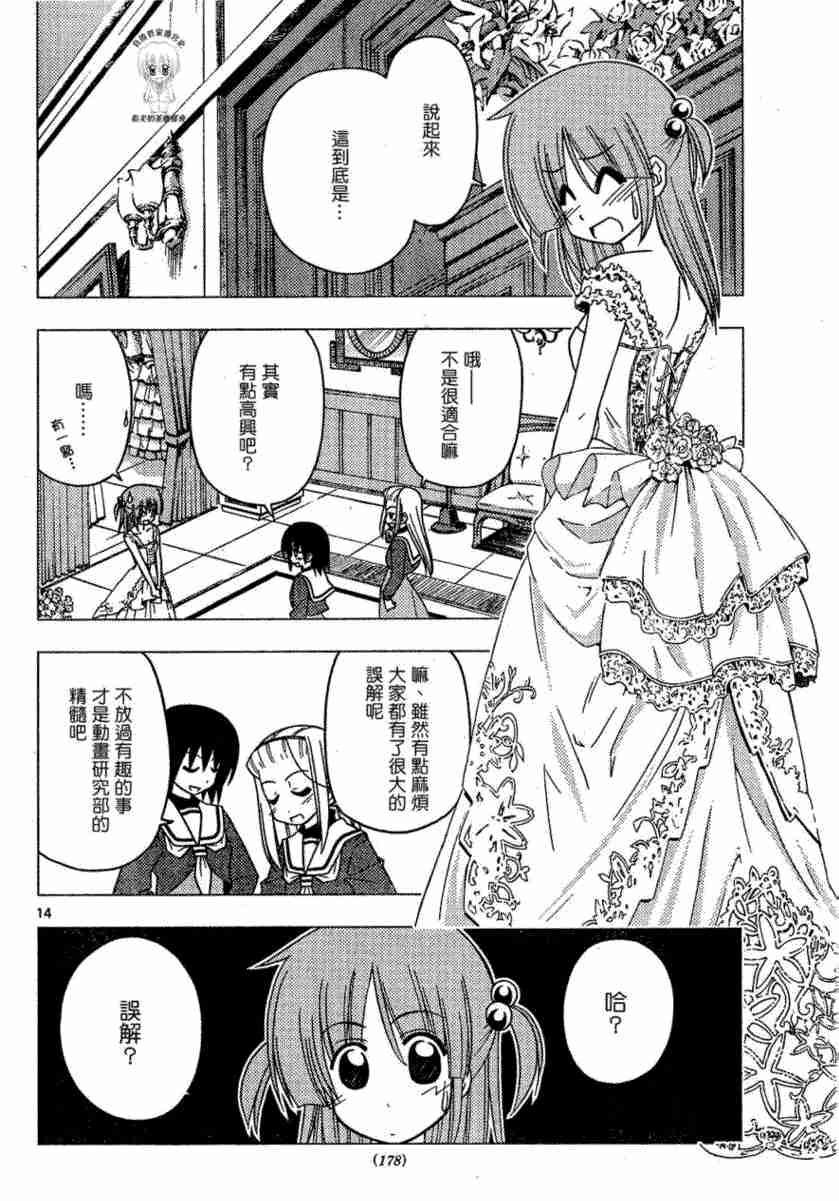 說起來
這到底是…
哦——
不是很適合嘛
其實
有點高興吧？
嗎……
有一點…
嘛、雖然有點麻煩
大家都有了很大的
誤解呢
不放過有趣的事
才是動畫研究部的
精髓吧
14
哈？
誤解？
(178)